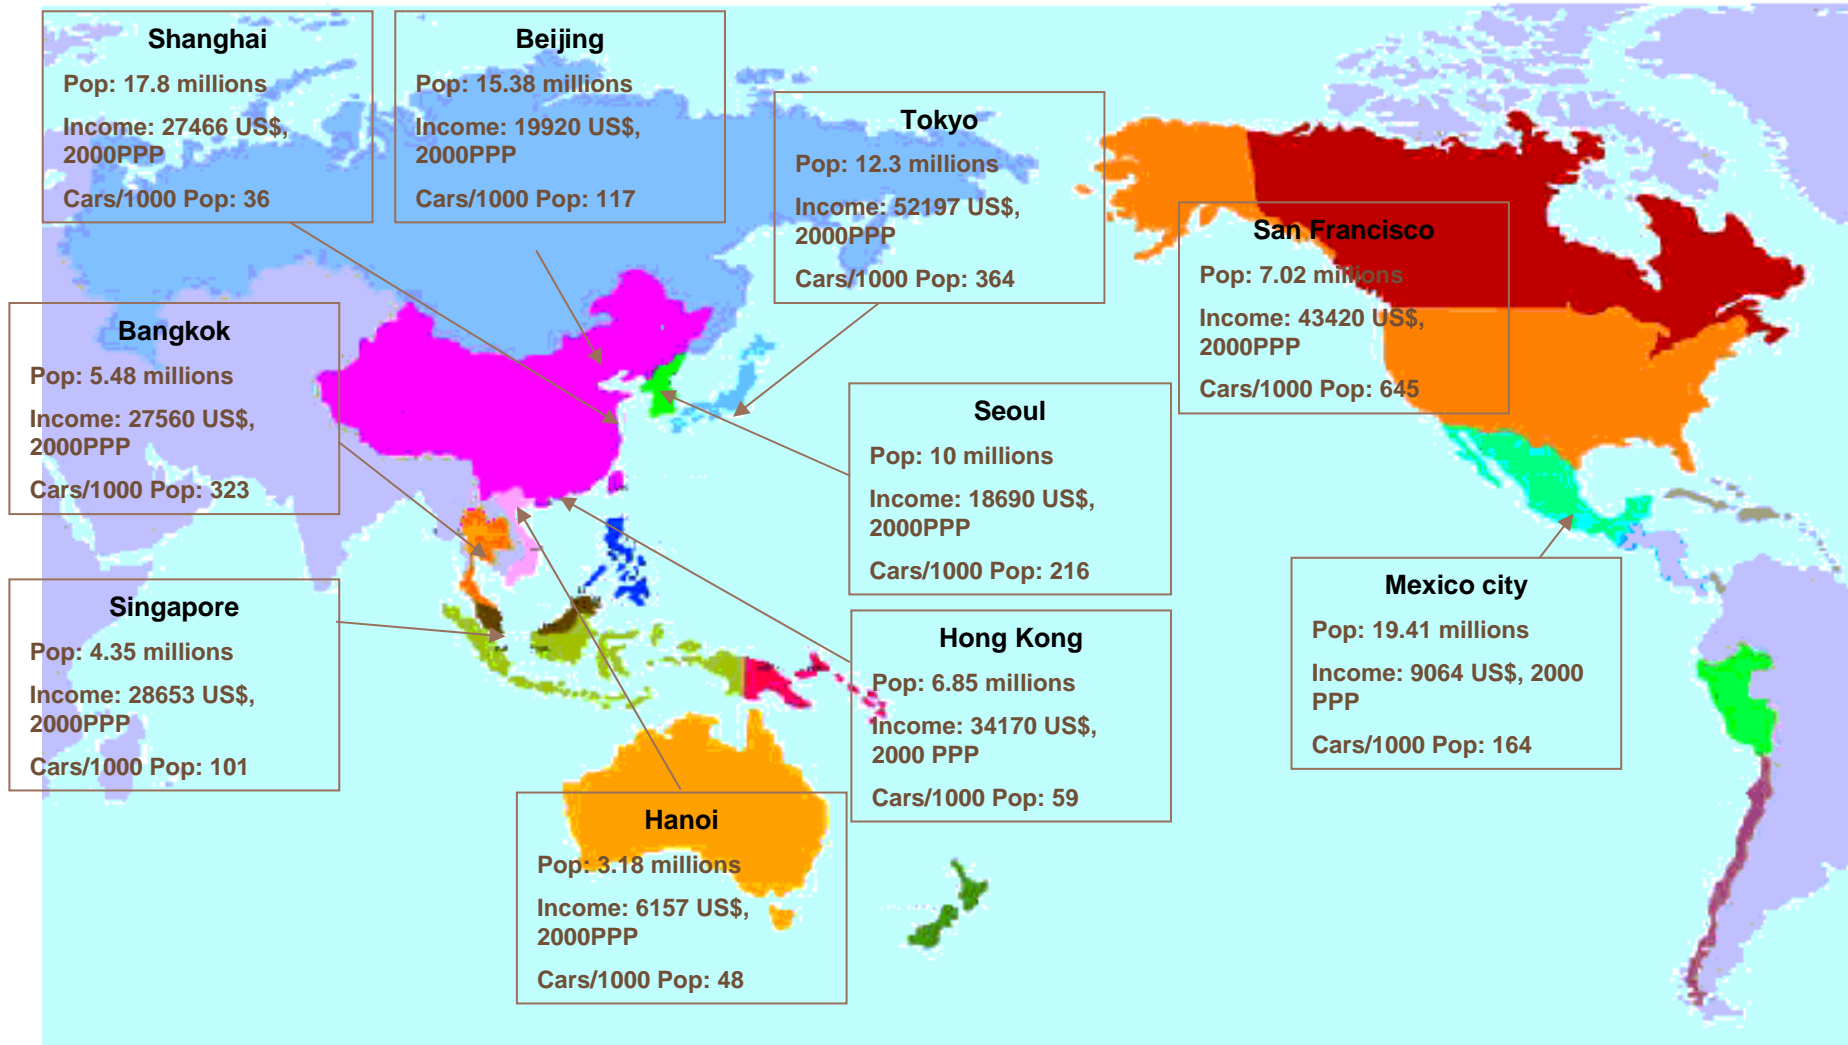 Shanghai
Pop: 17.8 millions
Income: 27466 US$,
2000PPP
Cars/1000 Pop: 36
Beijing
Pop: 15.38 millions
Income: 19920 US$,
2000PPP
Cars/1000 Pop: 117
Tokyo
Pop: 12.3 millions
Income: 52197 US$,
2000PPP
Cars/1000 Pop: 364
San Francisco
Pop: 7.02 millions
Income: 43420 US$,
2000PPP
Cars/1000 Pop: 645
Bangkok
Pop: 5.48 millions
Income: 27560 US$,
2000PPP
Cars/1000 Pop: 323
Seoul
Pop: 10 millions
Income: 18690 US$,
2000PPP
Cars/1000 Pop: 216
Mexico city
Pop: 19.41 millions
Income: 9064 US$, 2000
PPP
Cars/1000 Pop: 164
Singapore
Pop: 4.35 millions
Income: 28653 US$,
2000PPP
Cars/1000 Pop: 101
Hong Kong
Pop: 6.85 millions
Income: 34170 US$,
2000 PPP
Cars/1000 Pop: 59
Hanoi
Pop: 3.18 millions
Income: 6157 US$,
2000PPP
Cars/1000 Pop: 48